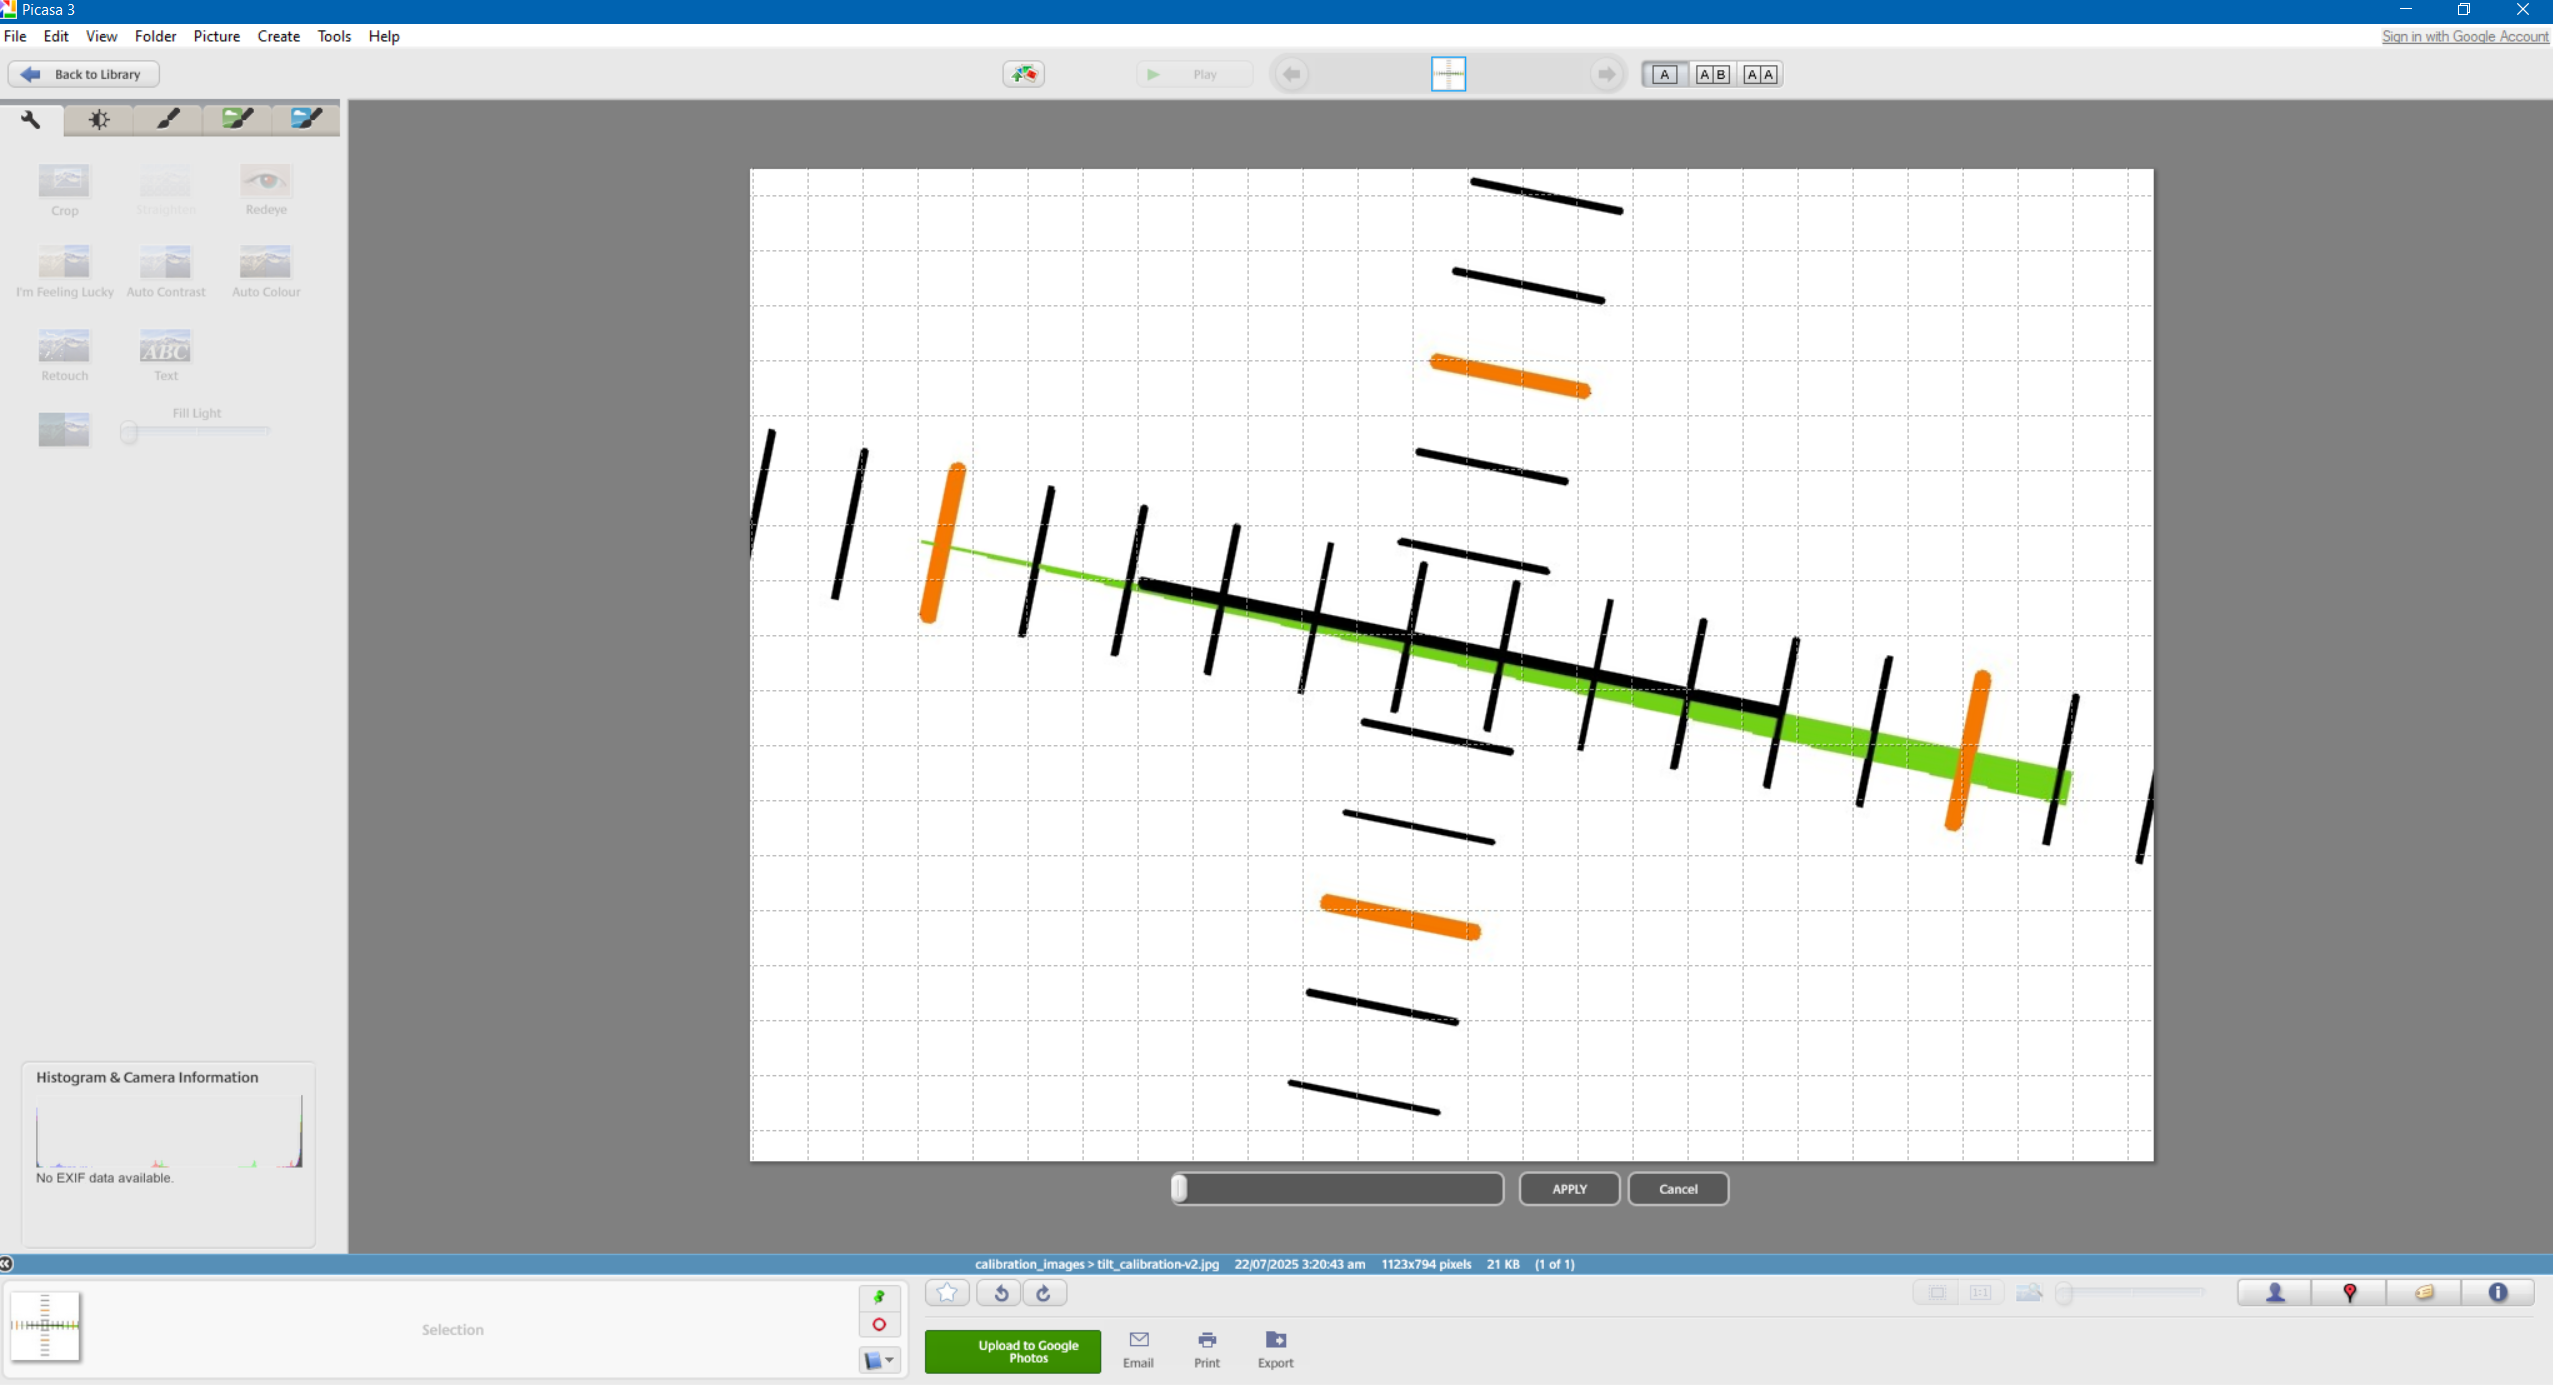 Picasa 3
File Edit View Folder Picture Create Tools Help
Sign in with Google Account
Back to Library
Play
A AB AA
Crop Straighten Redeye
I'm Feeling Lucky Auto Contrast Auto Colour
ABC
Retouch Text
Fill Light
Histogram & Camera Information
No EXIF data available.
APPLY Cancel
calibration_images > tilt_calibration-v2.jpg 22/07/2025 3:20:43 am 1123x794 pixels 21 KB (1 of 1)
1:1
Selection
Upload to Google
Photos
Email Print Export